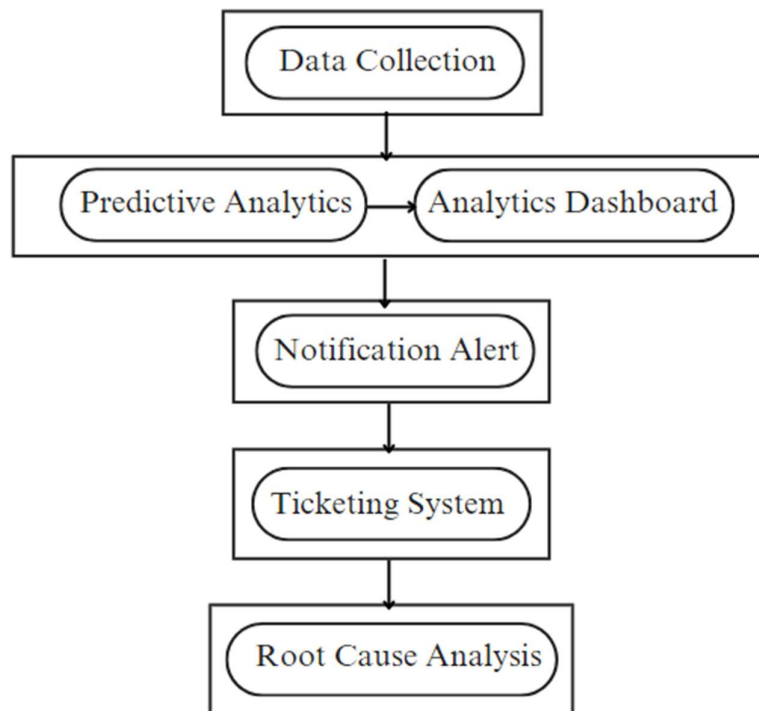 Data Collection
Predictive Analytics
Analytics Dashboard
Notification Alert
Ticketing System
Root Cause Analysis